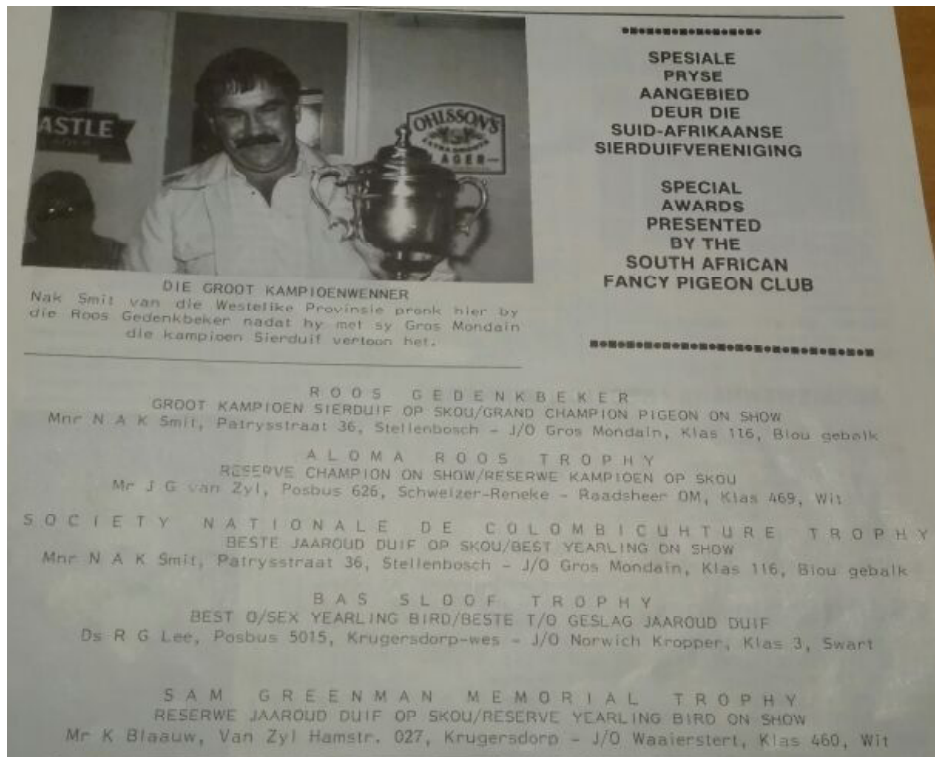 ASTLE
LAGER
OHLSSON'S
LAGER
DIE GROOT KAMPIOENWENNER
Nak Smit van die Westelike Provinsie pronk hier by
die Roos Gedenkbeker nadat hy met sy Gros Mondain
die kampioen Sierduif vertoon het.
SPESIALE
PRYSE
AANGEBIED
DEUR DIE
SUID-AFRIKAANSE
SIERDUIFVERENIGING
SPECIAL
AWARDS
PRESENTED
BY THE
SOUTH AFRICAN
FANCY PIGEON CLUB
ROOS GEDENKBEKER
GROOT KAMPIOEN SIERDUIF OP SKOU/GRAND CHAMPION PIGEON ON SHOW
Mnr N A K Smit, Patrysstraat 36, Stellenbosch - J/O Gros Mondain, Klas 116, Blou gebalk
ALOMA ROOS TROPHY
RESERVE CHAMPION ON SHOW/RESERWE KAMPIOEN OP SKOU
Mr J G van Zyl, Posbus 626, Schweizer-Reneke - Raadsheer OM, Klas 469, Wit
SOCIETY NATIONALE DE COLOMBICUHTURE TROPHY
BESTE JAAROUD DUIF OP SKOU/BEST YEARLING ON SHOW
Mnr N A K Smit, Patrysstraat 36, Stellenbosch - J/O Gros Mondain, Klas 116, Blou gebalk
BAS SLOOF TROPHY
BEST O/SEX YEARLING BIRD/BESTE T/O GESLAG JAAROUD DUIF
Ds R G Lee, Posbus 5015, Krugersdorp-wes - J/O Norwich Kropper, Klas 3, Swart
SAM GREENMAN MEMORIAL TROPHY
RESERWE JAAROUD DUIF OP SKOU/RESERVE YEARLING BIRD ON SHOW
Mr K Blaauw, Van Zyl Hamstr. 027, Krugersdorp - J/O Waaierstert, Klas 460, Wit